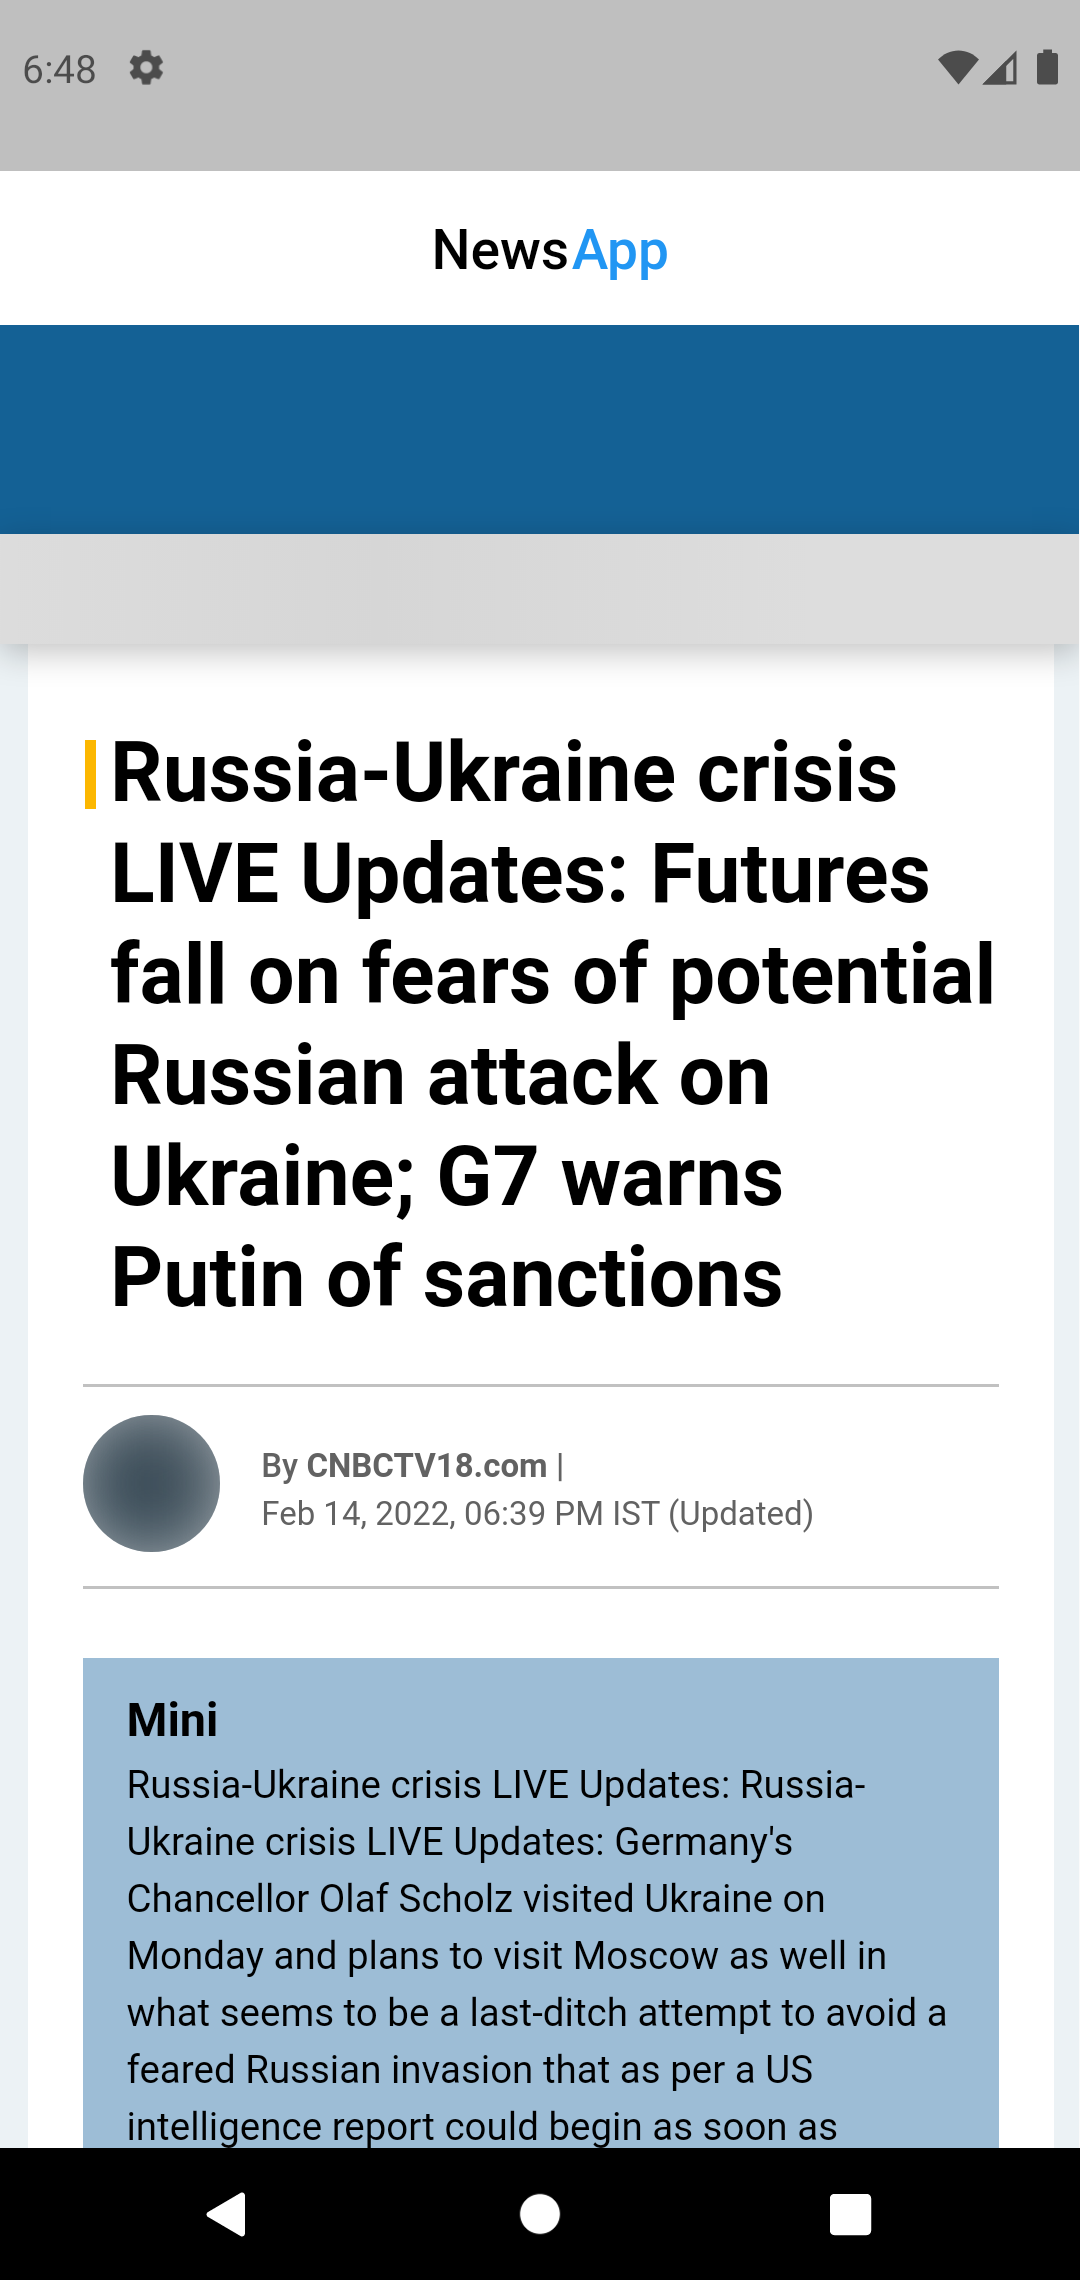 6:48
NewsApp
Russia-Ukraine crisis
LIVE Updates: Futures
fall on fears of potential
Russian attack on
Ukraine; G7 warns
Putin of sanctions
By CNBCTV18.com |
Feb 14, 2022, 06:39 PM IST (Updated)
Mini
Russia-Ukraine crisis LIVE Updates: Russia-
Ukraine crisis LIVE Updates: Germany's
Chancellor Olaf Scholz visited Ukraine on
Monday and plans to visit Moscow as well in
what seems to be a last-ditch attempt to avoid a
feared Russian invasion that as per a US
intelligence report could begin as soon as